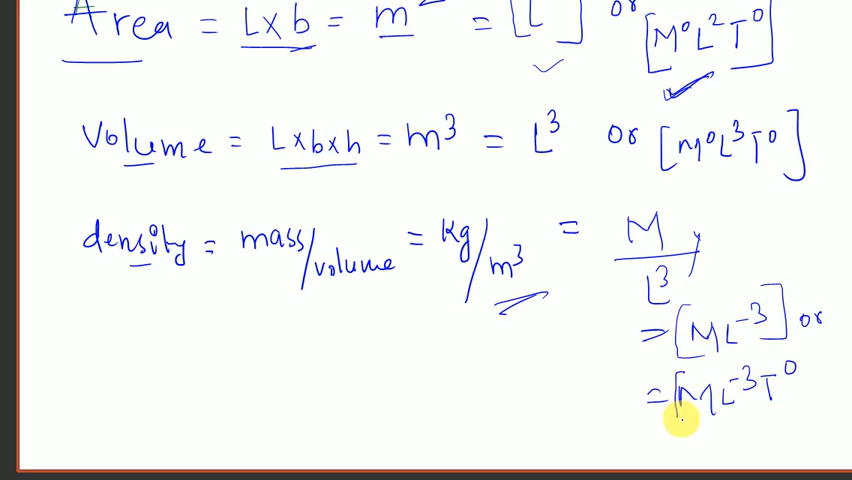 Area = L×b = m² = [L²] or [M⁰L²T⁰]
Volume = L×b×h = m³ = L³ or [M⁰L³T⁰]
density = mass/volume = kg/m³ = M/L³
= [ML⁻³] or
= [ML⁻³T⁰